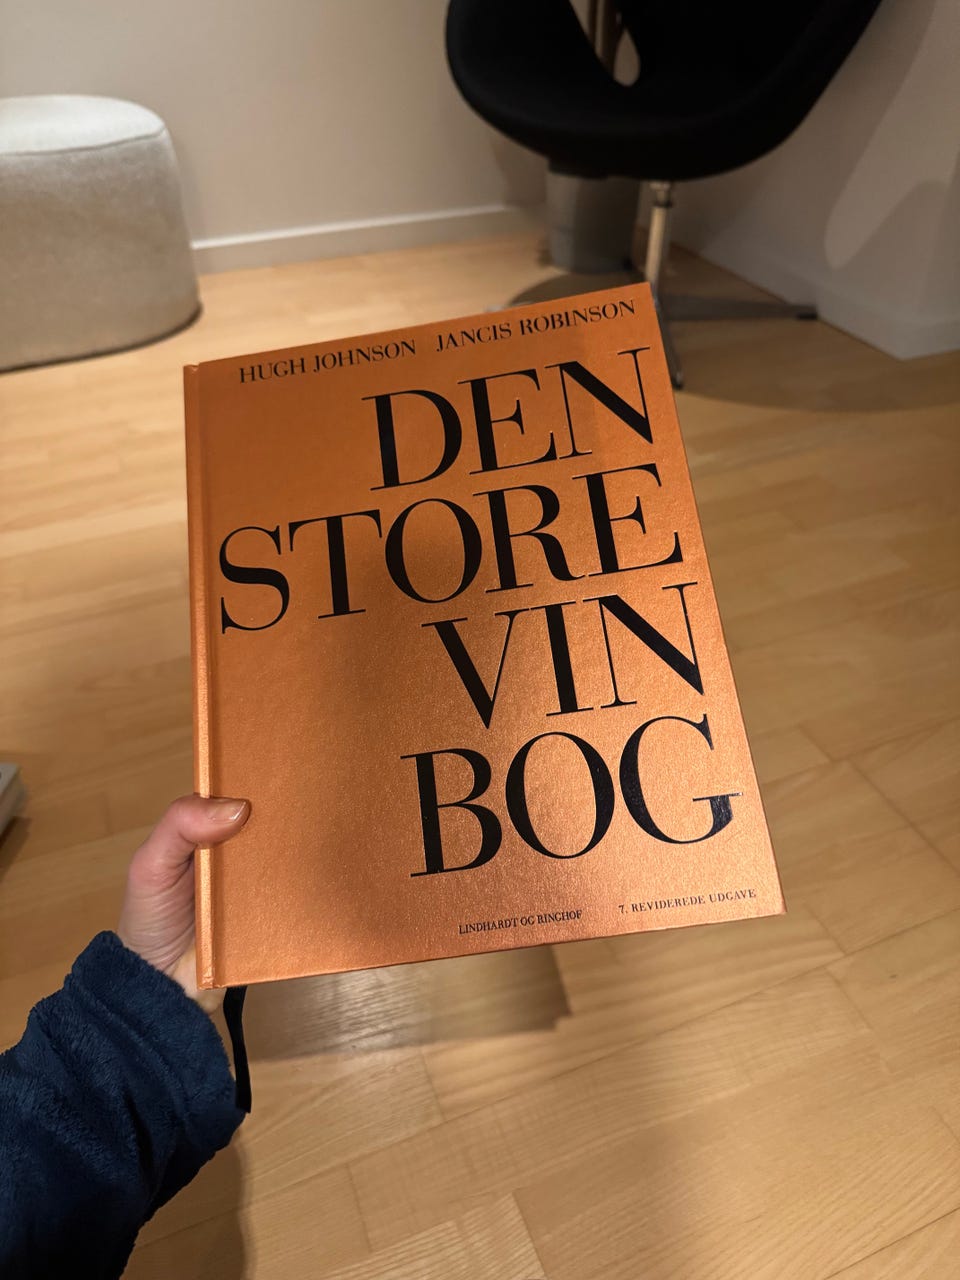 HUGH JOHNSON JANCIS ROBINSON
DEN
STORE
VIN
BOG
LINDHARDT OG RINGHOF 7. REVIDEREDE UDGAVE